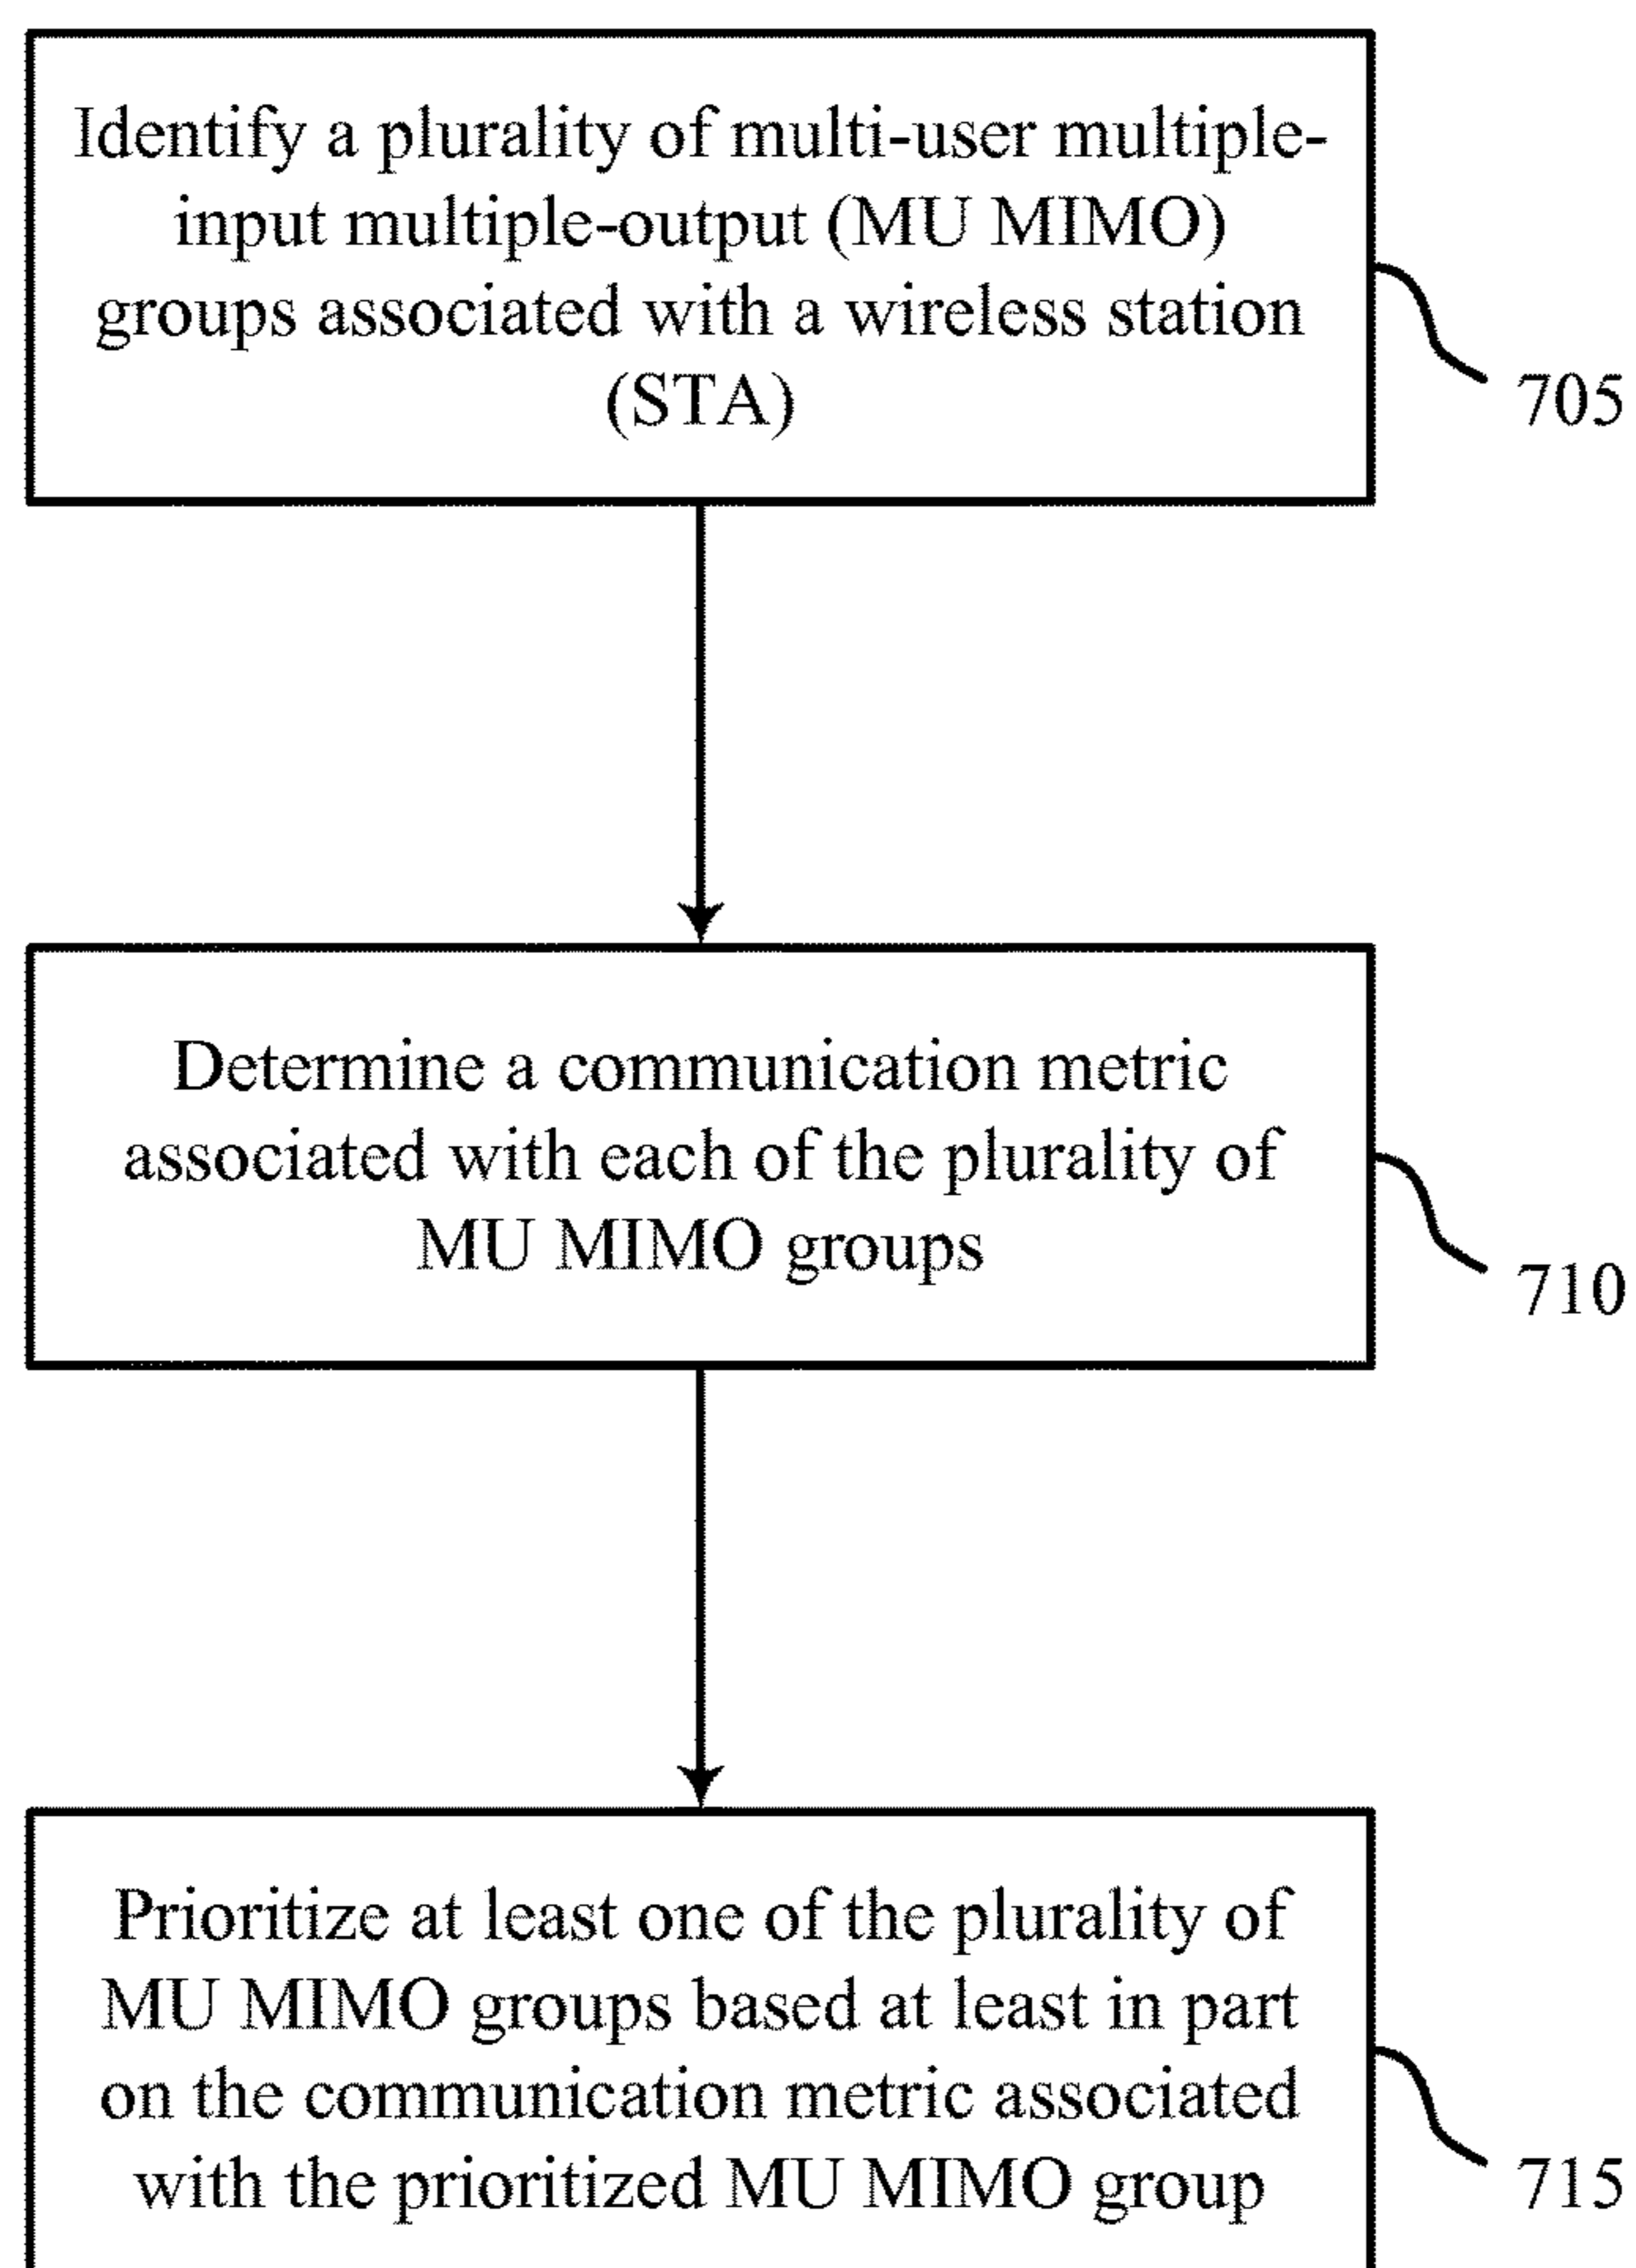 Identify a plurality of multi-user multiple-
input multiple-output (MU MIMO)
groups associated with a wireless station
(STA)
705
Determine a communication metric
associated with each of the plurality of
MU MIMO groups
710
Prioritize at least one of the plurality of
MU MIMO groups based at least in part
on the communication metric associated
with the prioritized MU MIMO group
715